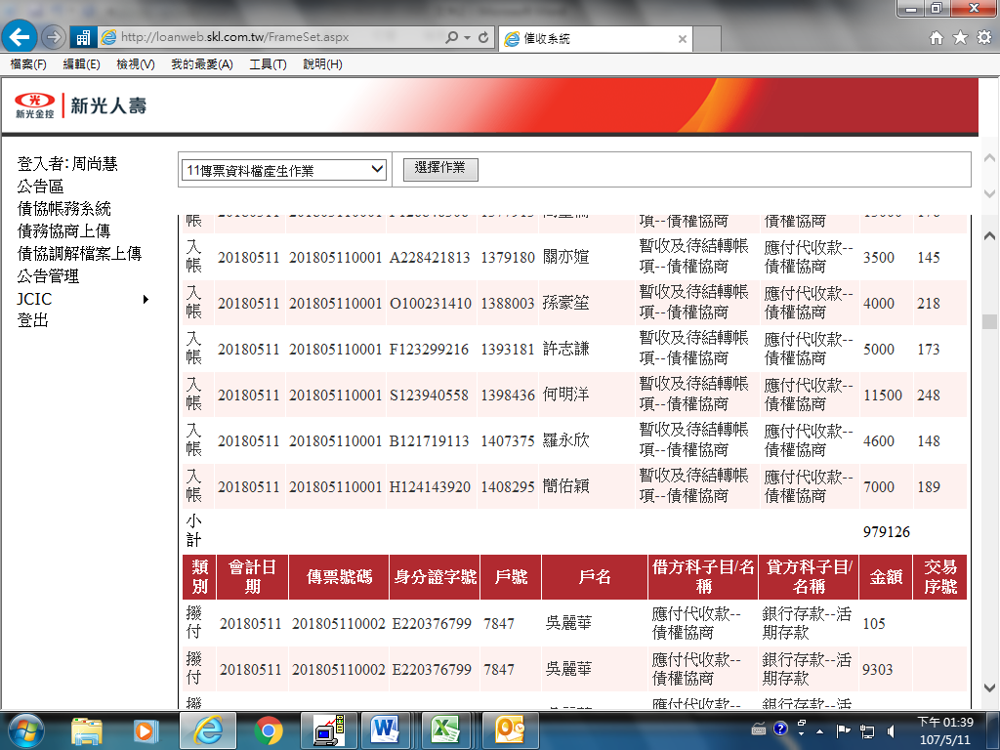 http://loanweb.skl.com.tw/FrameSet.aspx
催收系統
檔案(F) 編輯(E) 檢視(V) 我的最愛(A) 工具(T) 說明(H)
新光金控 新光人壽
登入者: 周尚慧
公告區
債協帳務系統
債務協商上傳
債協調解檔案上傳
公告管理
JCIC
登出
11傳票資料檔產生作業 選擇作業
帳 項--債權協商 債權協商
入帳 20180511 201805110001 A228421813 1379180 關亦媗 暫收及待結轉帳項--債權協商 應付代收款--債權協商 3500 145
入帳 20180511 201805110001 O100231410 1388003 孫豪笙 暫收及待結轉帳項--債權協商 應付代收款--債權協商 4000 218
入帳 20180511 201805110001 F123299216 1393181 許志謙 暫收及待結轉帳項--債權協商 應付代收款--債權協商 5000 173
入帳 20180511 201805110001 S123940558 1398436 何明洋 暫收及待結轉帳項--債權協商 應付代收款--債權協商 11500 248
入帳 20180511 201805110001 B121719113 1407375 羅永欣 暫收及待結轉帳項--債權協商 應付代收款--債權協商 4600 148
入帳 20180511 201805110001 H124143920 1408295 簡佑穎 暫收及待結轉帳項--債權協商 應付代收款--債權協商 7000 189
小計 979126
類別 會計日期 傳票號碼 身分證字號 戶號 戶名 借方科子目/名稱 貸方科子目/名稱 金額 交易序號
撥付 20180511 201805110002 E220376799 7847 吳麗華 應付代收款--債權協商 銀行存款--活期存款 105
撥付 20180511 201805110002 E220376799 7847 吳麗華 應付代收款--債權協商 銀行存款--活期存款 9303
撥 應付代收款-- 銀行存款--活
下午 01:39
107/5/11